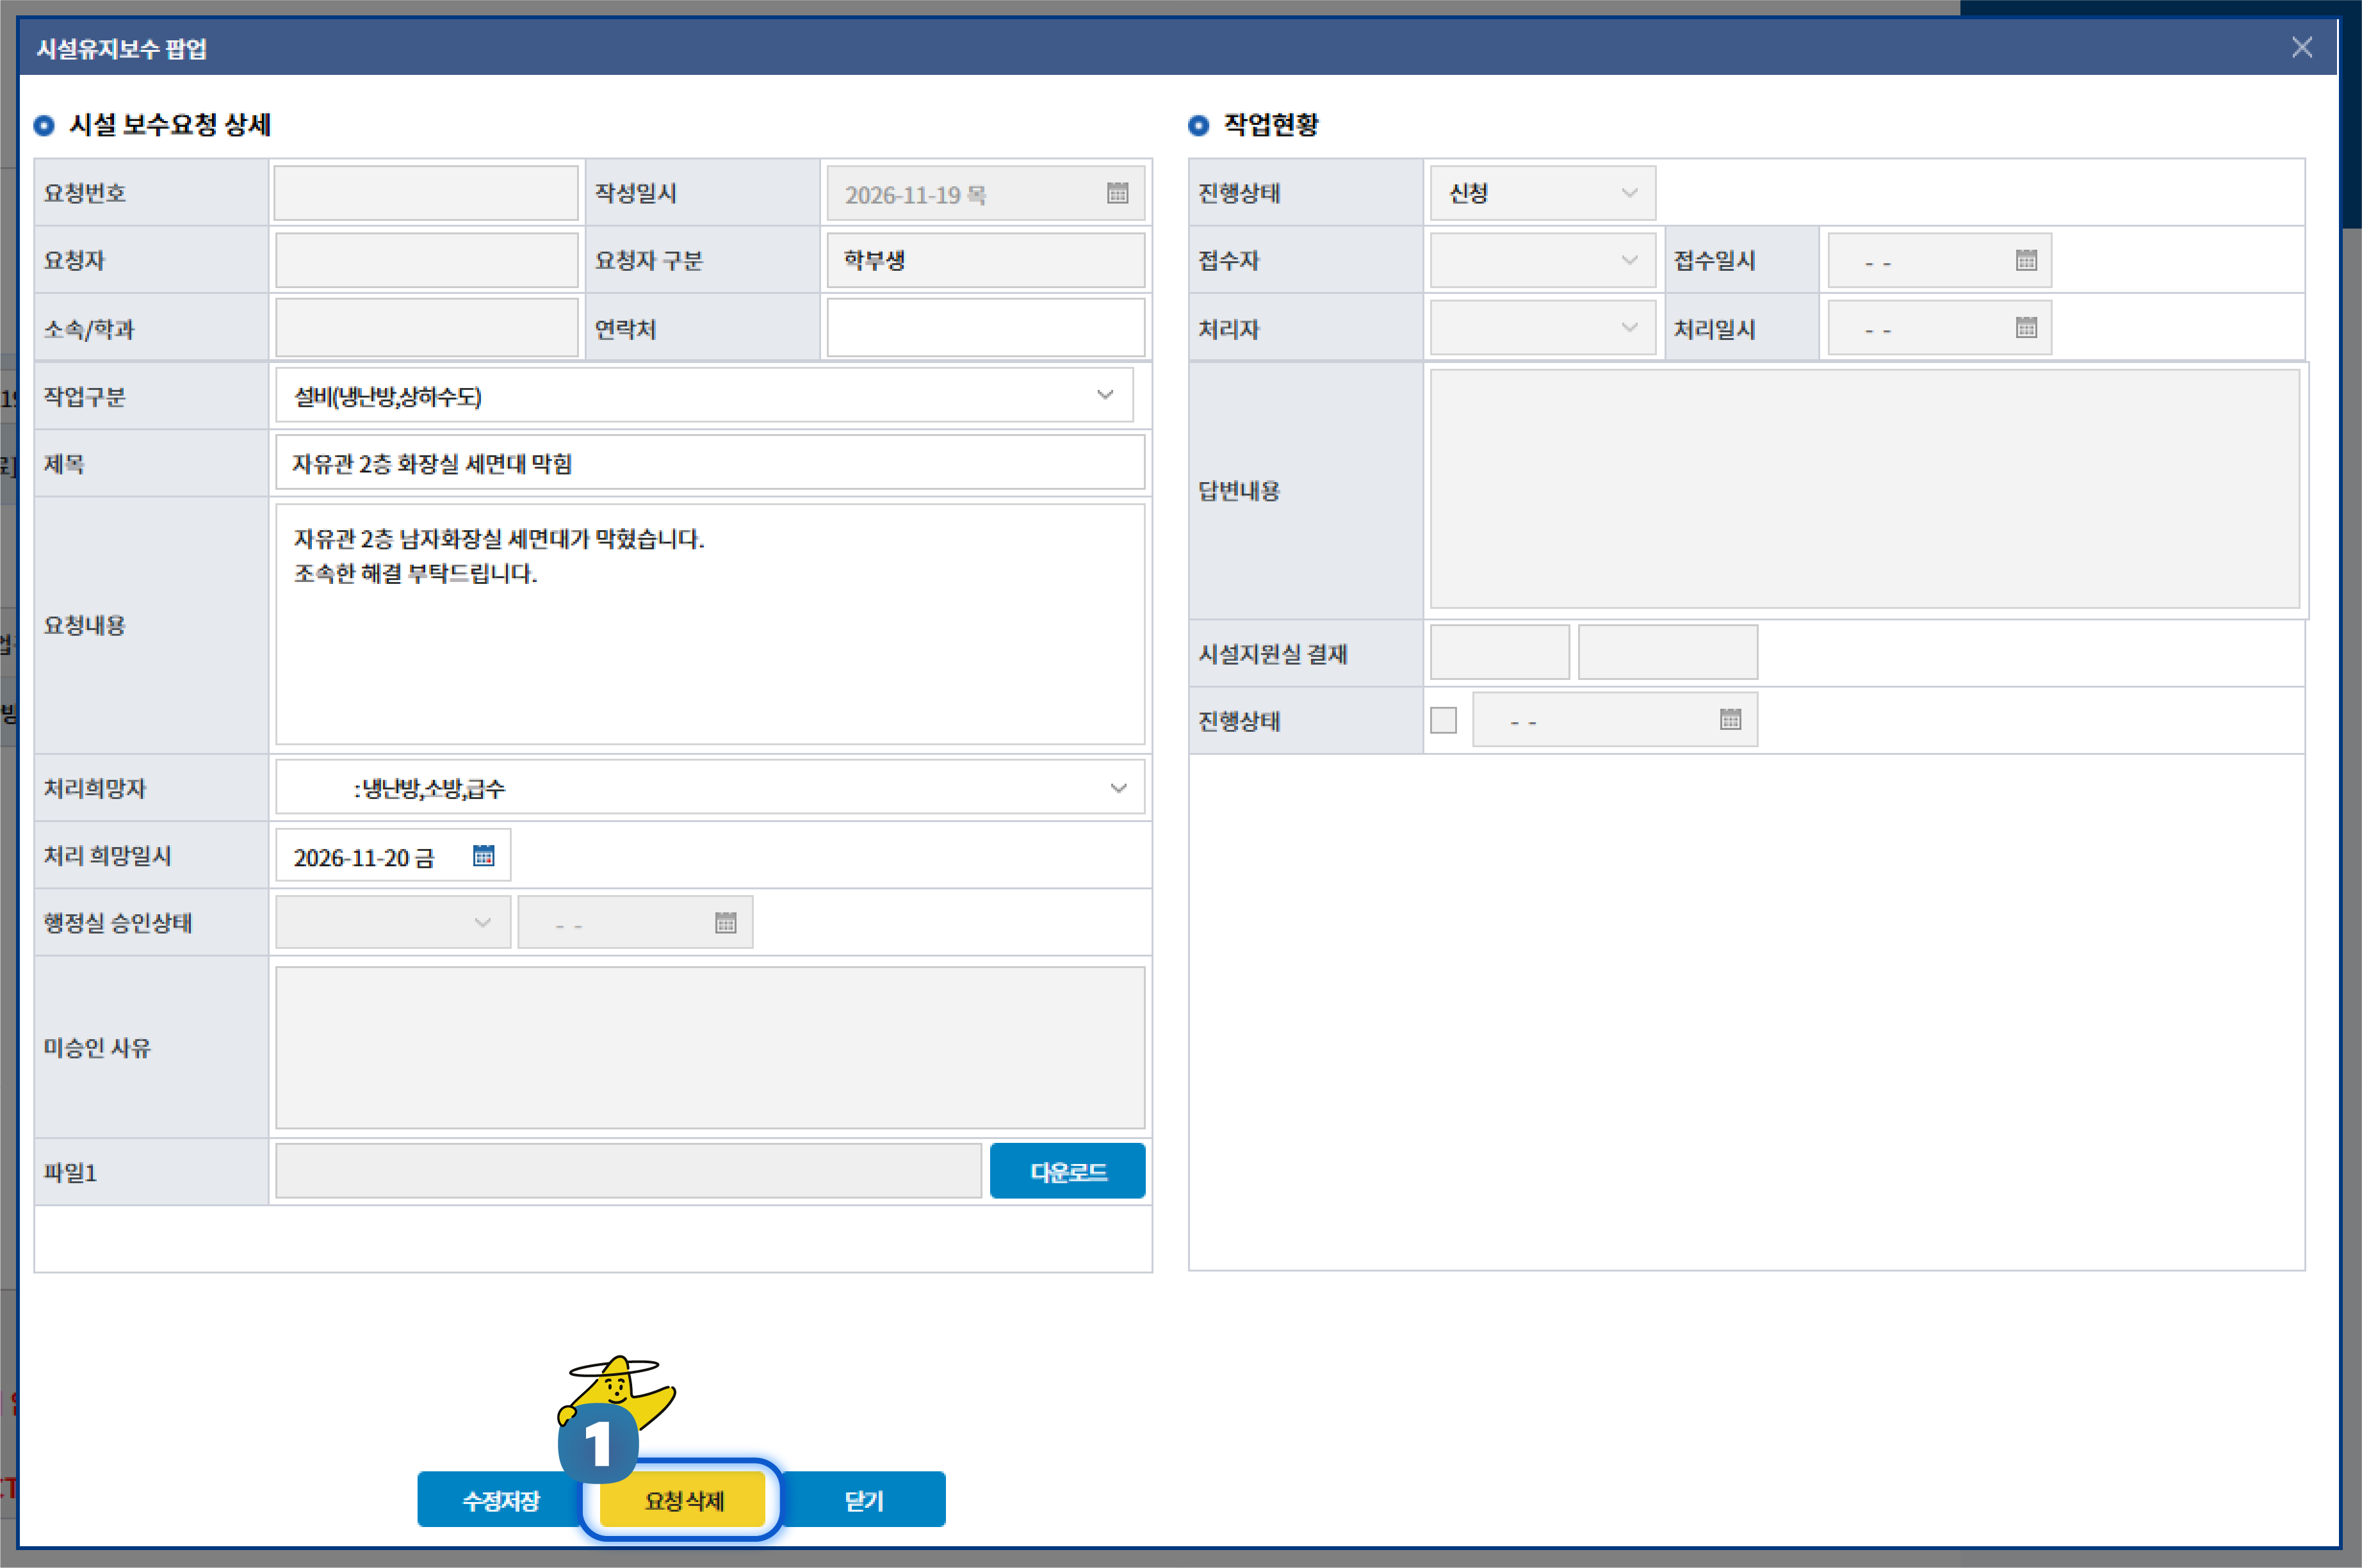 시설유지보수 팝업
시설 보수요청 상세
요청번호
작성일시
2026-11-19 목
요청자
요청자 구분
학부생
소속/학과
연락처
작업구분
설비(냉난방,상하수도)
제목
자유관 2층 화장실 세면대 막힘
요청내용
자유관 2층 남자화장실 세면대가 막혔습니다.
조속한 해결 부탁드립니다.
처리희망자
: 냉난방,소방,급수
처리 희망일시
2026-11-20 금
행정실 승인상태
- -
미승인 사유
파일1
다운로드
작업현황
진행상태
신청
접수자
접수일시
- -
처리자
처리일시
- -
답변내용
시설지원실 결재
진행상태
- -
1
수정저장
요청 삭제
닫기